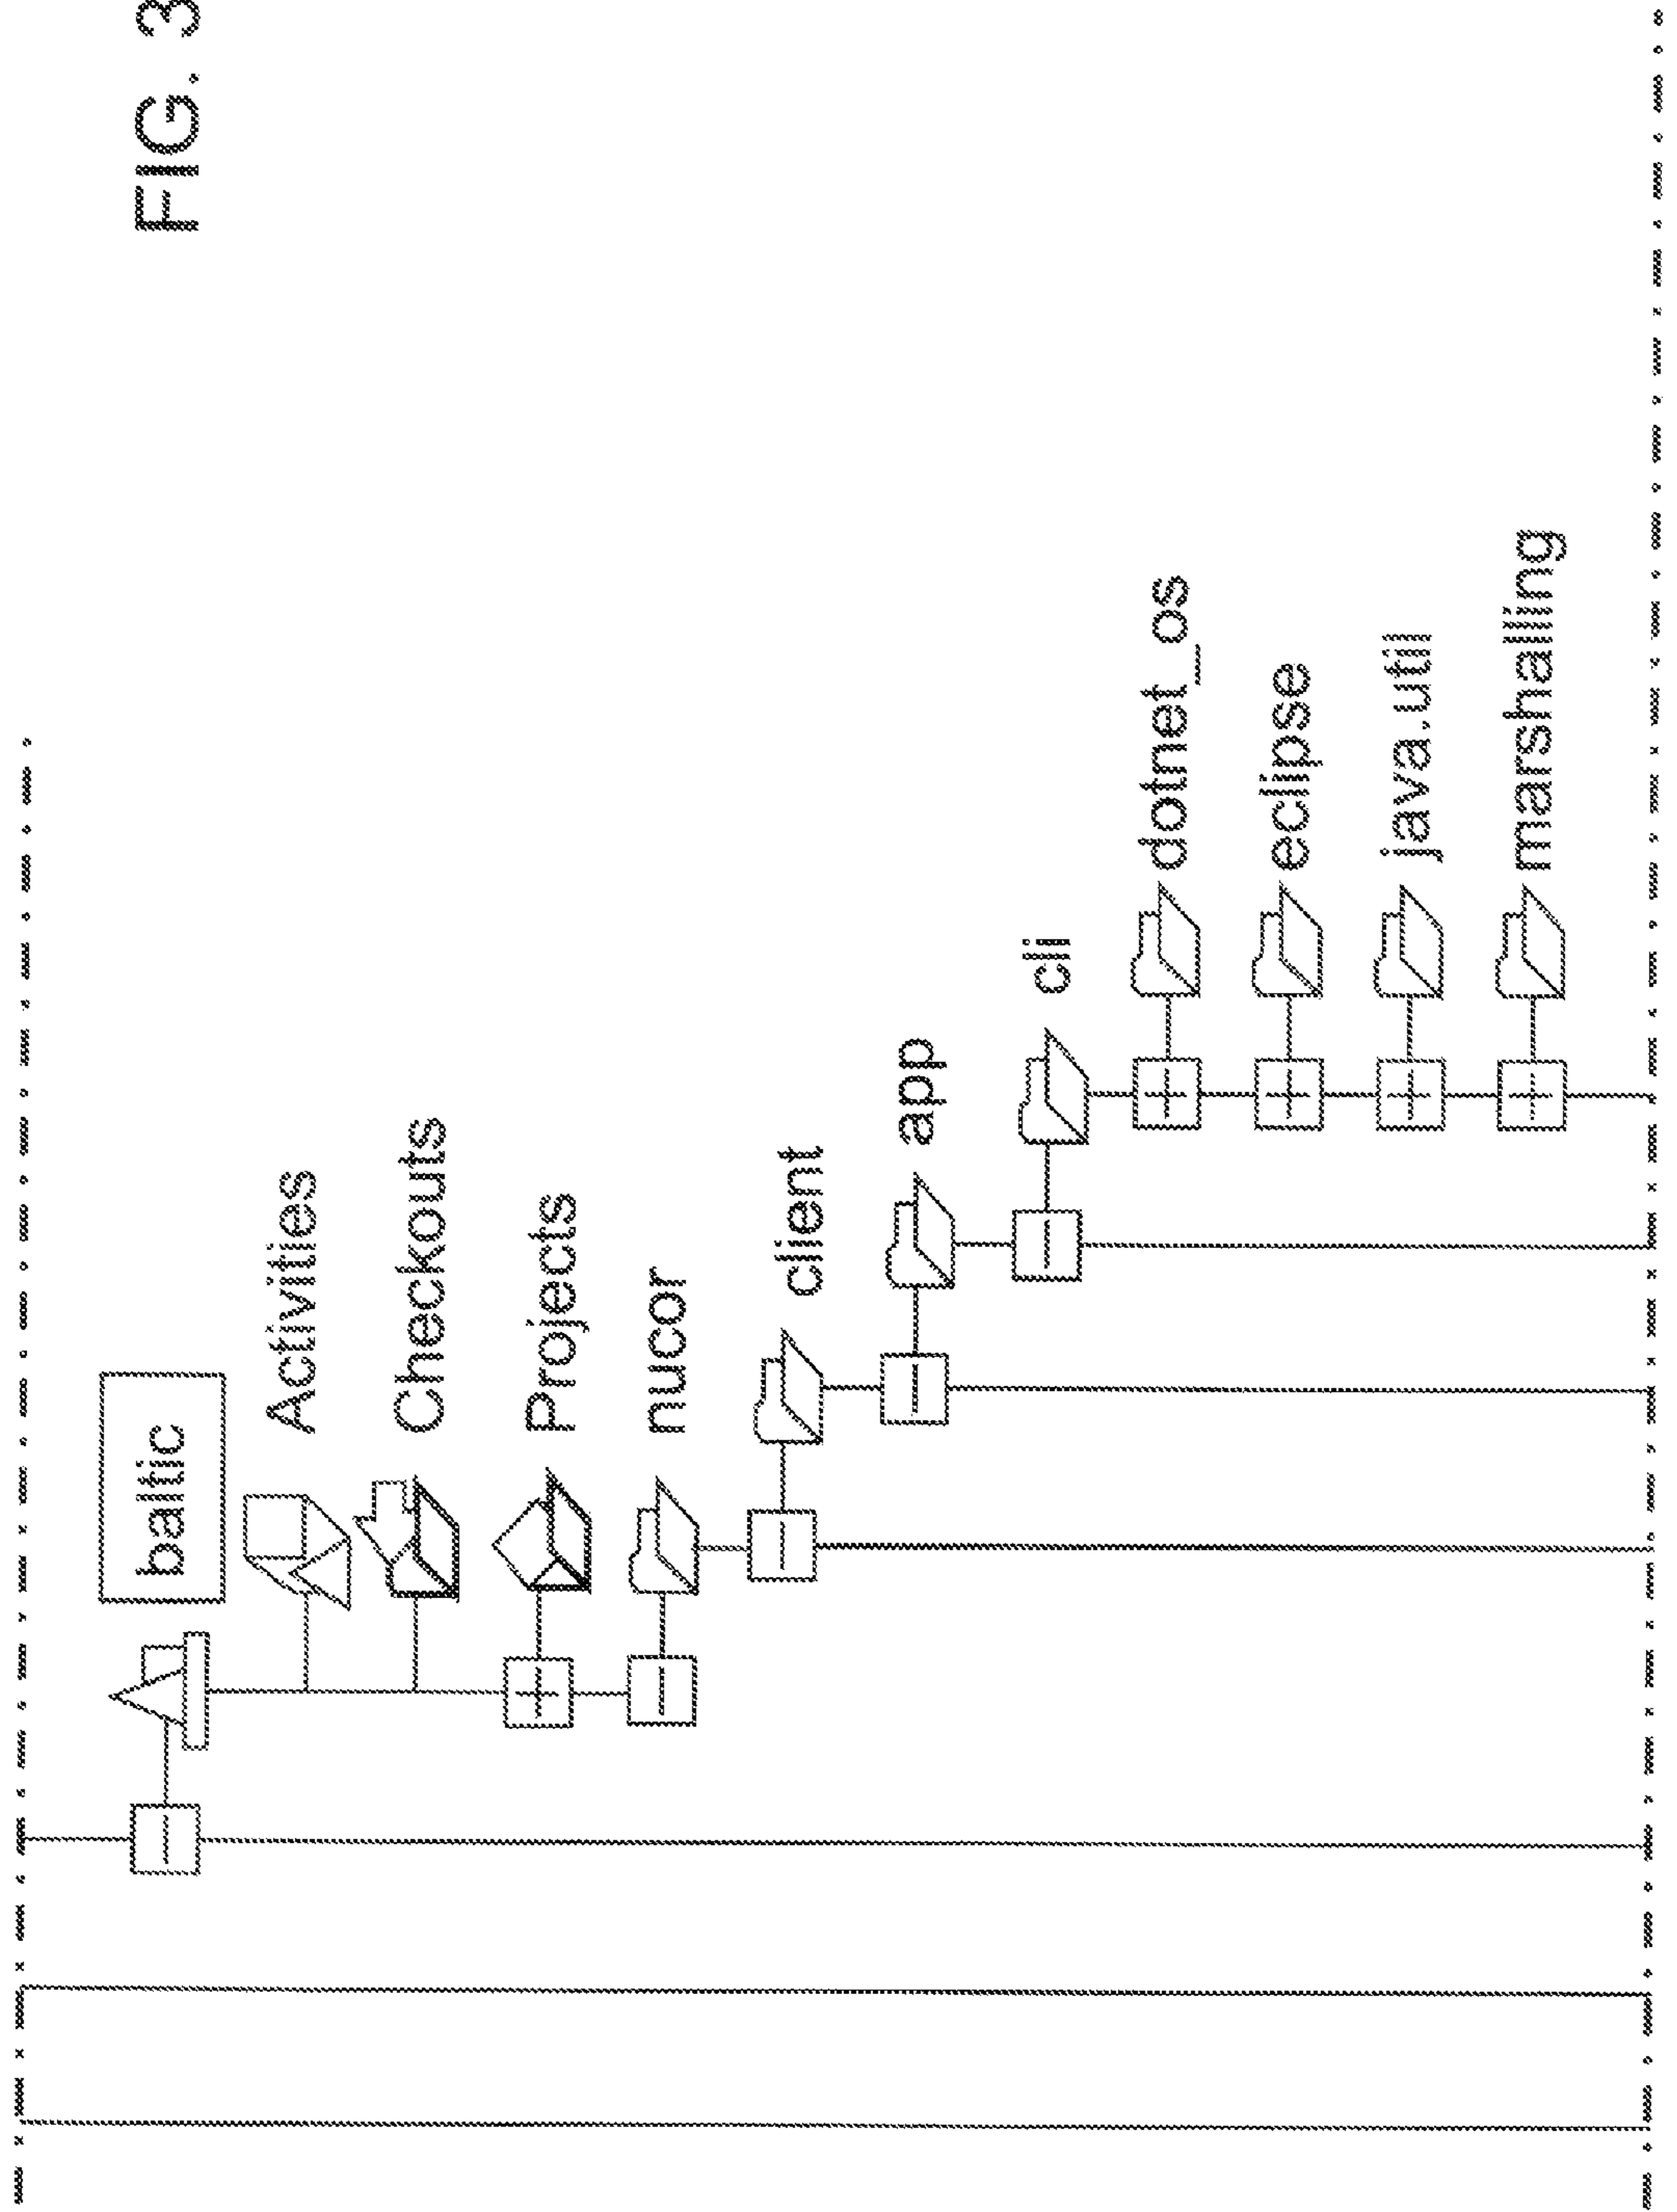 FIG. 3
baltic
Activities
Checkouts
Projects
nucor
client
app
cli
dotnet_os
eclipse
java.util
marshalling